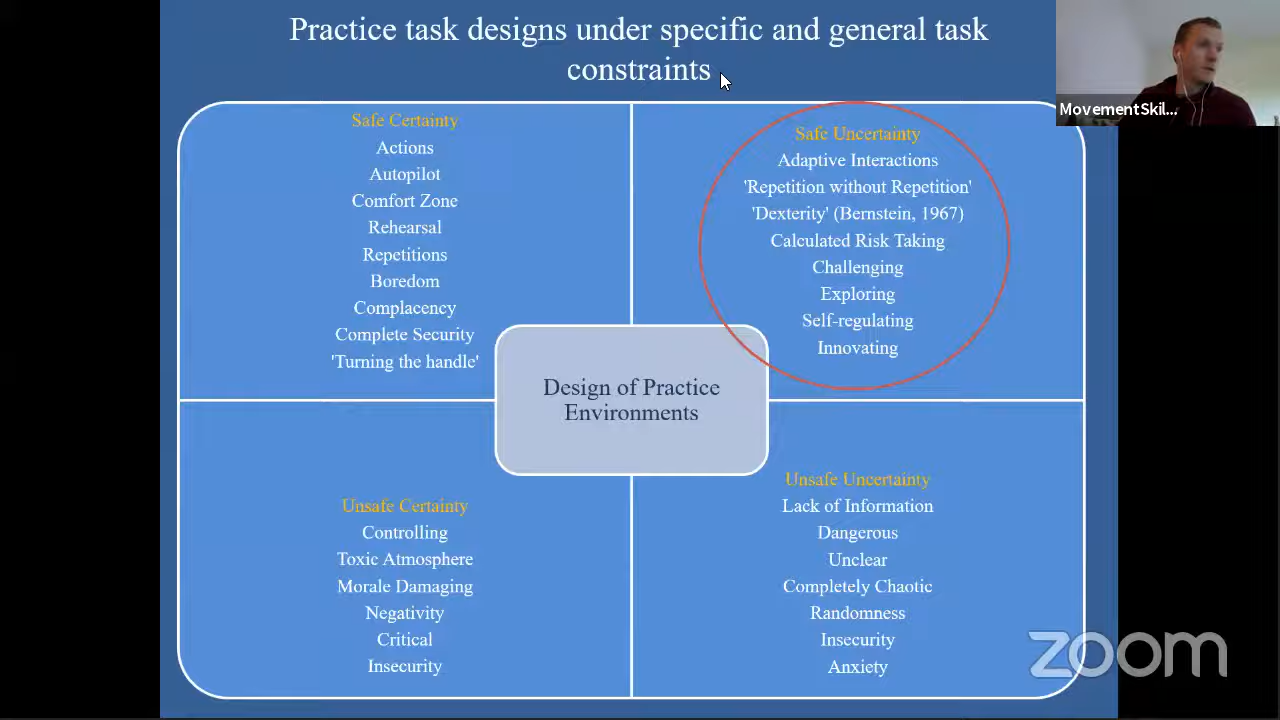 Practice task designs under specific and general task
constraints
MovementSkil...
Safe Certainty
Actions
Autopilot
Comfort Zone
Rehearsal
Repetitions
Boredom
Complacency
Complete Security
'Turning the handle'
Safe Uncertainty
Adaptive Interactions
'Repetition without Repetition'
'Dexterity' (Bernstein, 1967)
Calculated Risk Taking
Challenging
Exploring
Self-regulating
Innovating
Design of Practice
Environments
Unsafe Certainty
Controlling
Toxic Atmosphere
Morale Damaging
Negativity
Critical
Insecurity
Unsafe Uncertainty
Lack of Information
Dangerous
Unclear
Completely Chaotic
Randomness
Insecurity
Anxiety
zoom